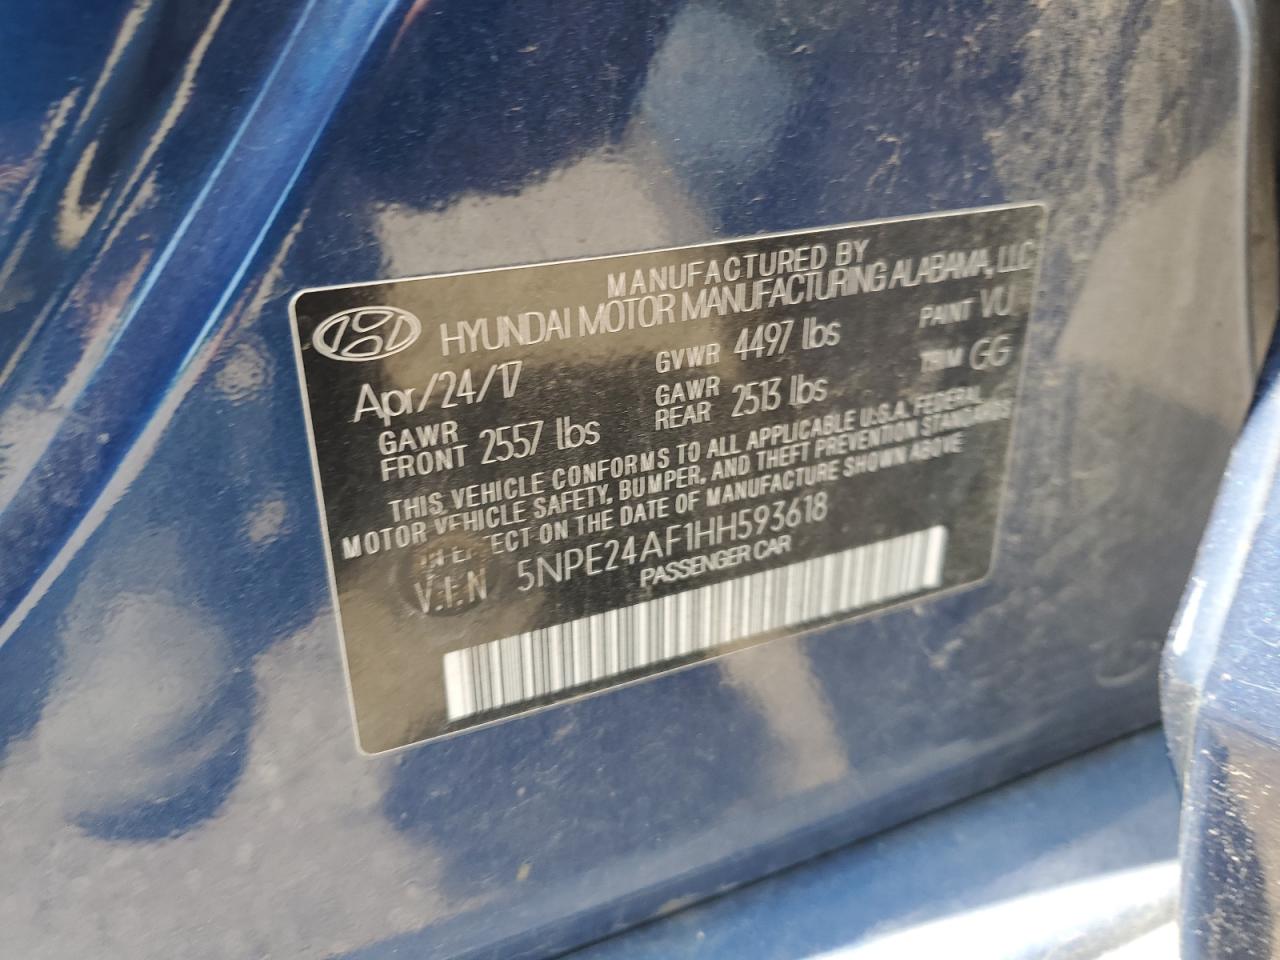 MANUFACTURED BY
HYUNDAI MOTOR MANUFACTURING ALABAMA, LLC
Apr/24/17 GVWR 4497 lbs PAINT VU
GAWR FRONT 2557 lbs GAWR REAR 2513 lbs TRIM GG
THIS VEHICLE CONFORMS TO ALL APPLICABLE U.S.A. FEDERAL
MOTOR VEHICLE SAFETY, BUMPER, AND THEFT PREVENTION STANDARDS
IN EFFECT ON THE DATE OF MANUFACTURE SHOWN ABOVE
V.I.N 5NPE24AF1HH593618
PASSENGER CAR